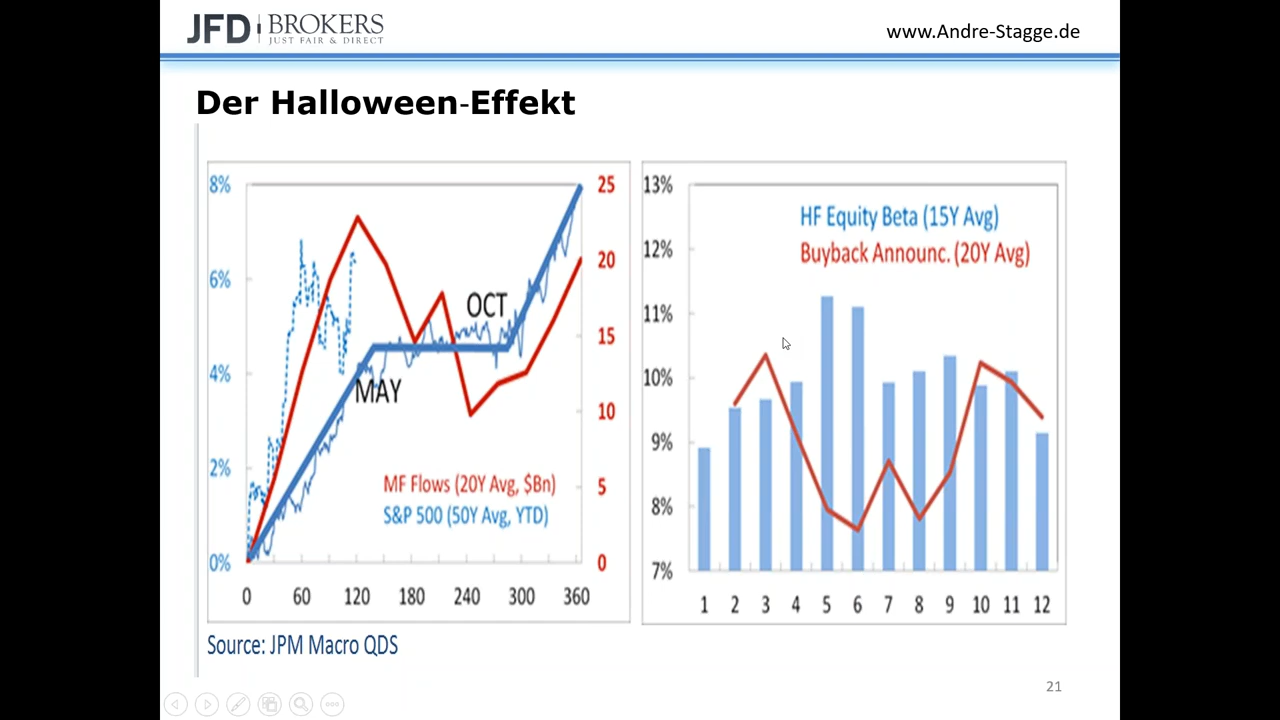 JFD BROKERS
JUST FAIR & DIRECT
www.Andre-Stagge.de
Der Halloween-Effekt
8%
6%
4%
2%
0%
25
20
15
10
5
0
OCT
MAY
MF Flows (20Y Avg, $Bn)
S&P 500 (50Y Avg, YTD)
0 60 120 180 240 300 360
13%
12%
11%
10%
9%
8%
7%
HF Equity Beta (15Y Avg)
Buyback Announc. (20Y Avg)
1 2 3 4 5 6 7 8 9 10 11 12
Source: JPM Macro QDS
21